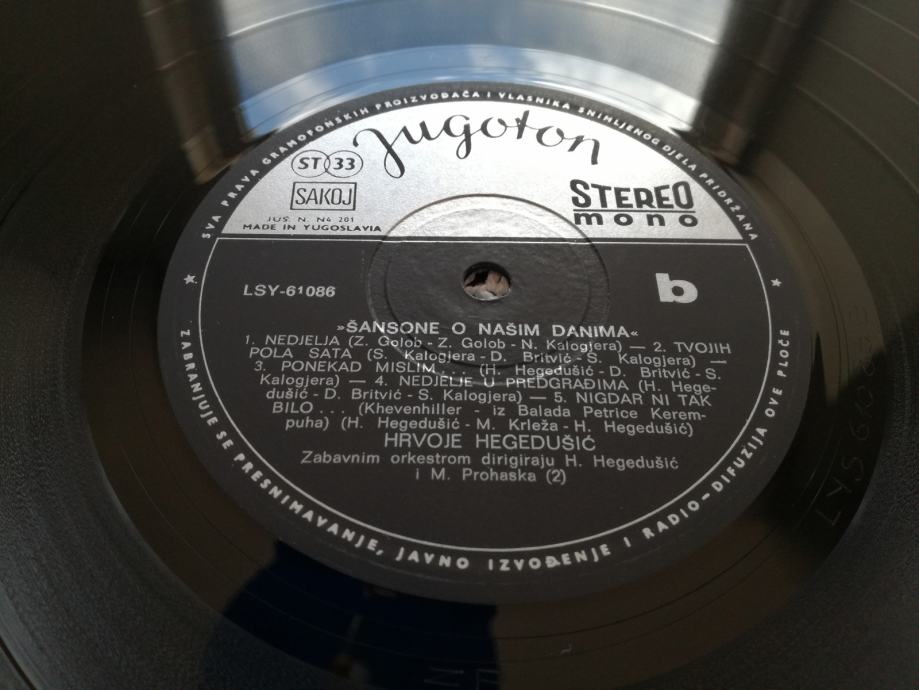 SVA PRAVA GRAMOFONSKIH PROIZVOĐAČA I VLASNIKA SNIMLJENOG DJELA PRIDRŽANA
Jugoton
ST 33
SAKOJ
STEREO
mono
JUS. N. N4 201
MADE IN YUGOSLAVIA
LSY-61086
b
»ŠANSONE O NAŠIM DANIMA«
1. NEDJELJA (Z. Golob - Z. Golob - N. Kalogjera) — 2. TVOJIH
POLA SATA (S. Kalogjera - D. Britvić - S. Kalogjera) —
3. PONEKAD MISLIM... (H. Hegedušić - D. Britvić - S.
Kalogjera) — 4. NEDJELJE U PREDGRAĐIMA (H. Hege-
dušić - D. Britvić - S. Kalogjera) — 5. NIGDAR NI TAK
BILO ... (Khevenhiller - iz Balada Petrice Kerem-
puha) (H. Hegedušić - M. Krleža - H. Hegedušić)
HRVOJE HEGEDUŠIĆ
Zabavnim orkestrom dirigiraju H. Hegedušić
i M. Prohaska (2)
ZABRANJUJE SE PRESNIMAVANJE, JAVNO IZVOĐENJE I RADIO-DIFUZIJA OVE PLOČE